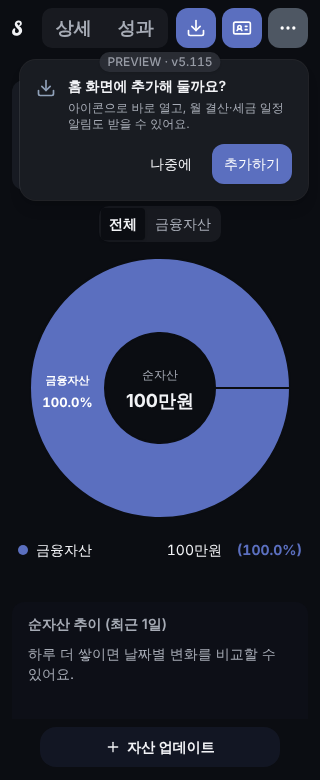 상세 성과
PREVIEW · v5.115
홈 화면에 추가해 둘까요?
아이콘으로 바로 열고, 월 결산·세금 일정
알림도 받을 수 있어요.
나중에 추가하기
전체 금융자산
금융자산
100.0%
순자산
100만원
금융자산 100만원 (100.0%)
순자산 추이 (최근 1일)
하루 더 쌓이면 날짜별 변화를 비교할 수
있어요.
+ 자산 업데이트